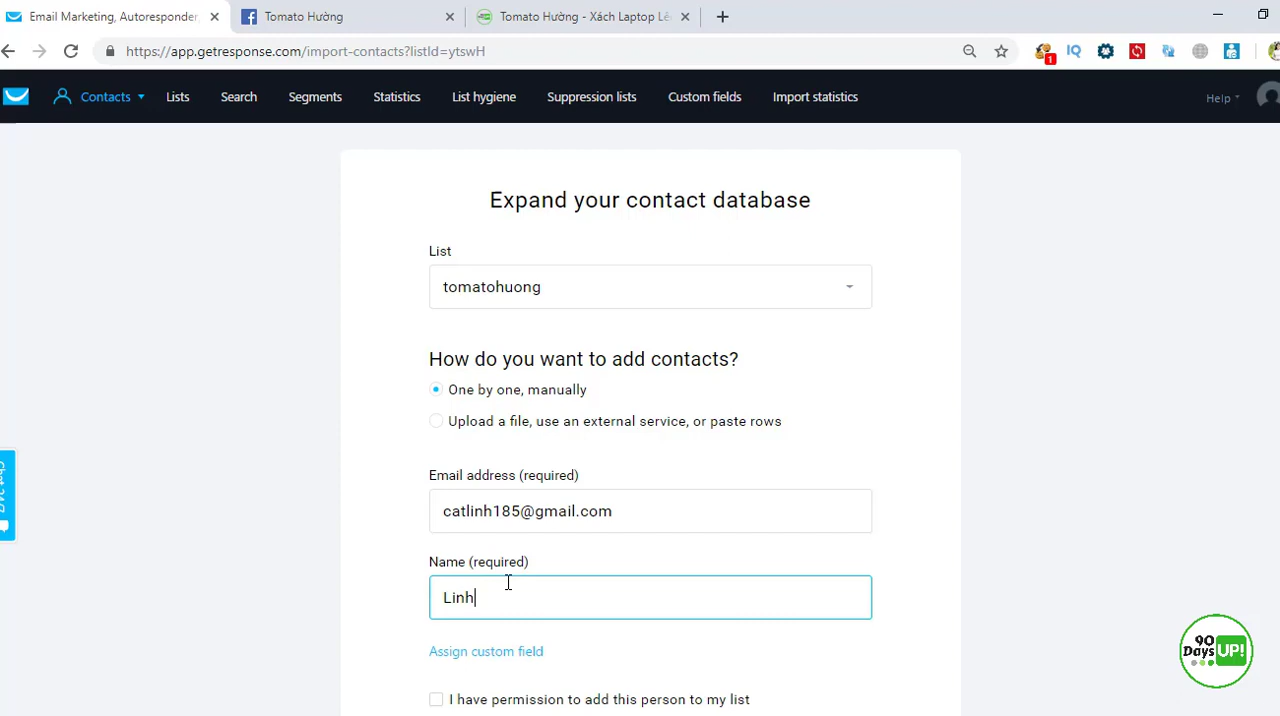 Email Marketing, Autoresponder
Tomato Hường
Tomato Hường - Xách Laptop Lê
https://app.getresponse.com/import-contacts?listId=ytswH
1
IQ
Contacts
Lists
Search
Segments
Statistics
List hygiene
Suppression lists
Custom fields
Import statistics
Help
Expand your contact database
List
tomatohuong
How do you want to add contacts?
One by one, manually
Upload a file, use an external service, or paste rows
Email address (required)
catlinh185@gmail.com
Name (required)
Linh
Assign custom field
I have permission to add this person to my list
90
Days UP!